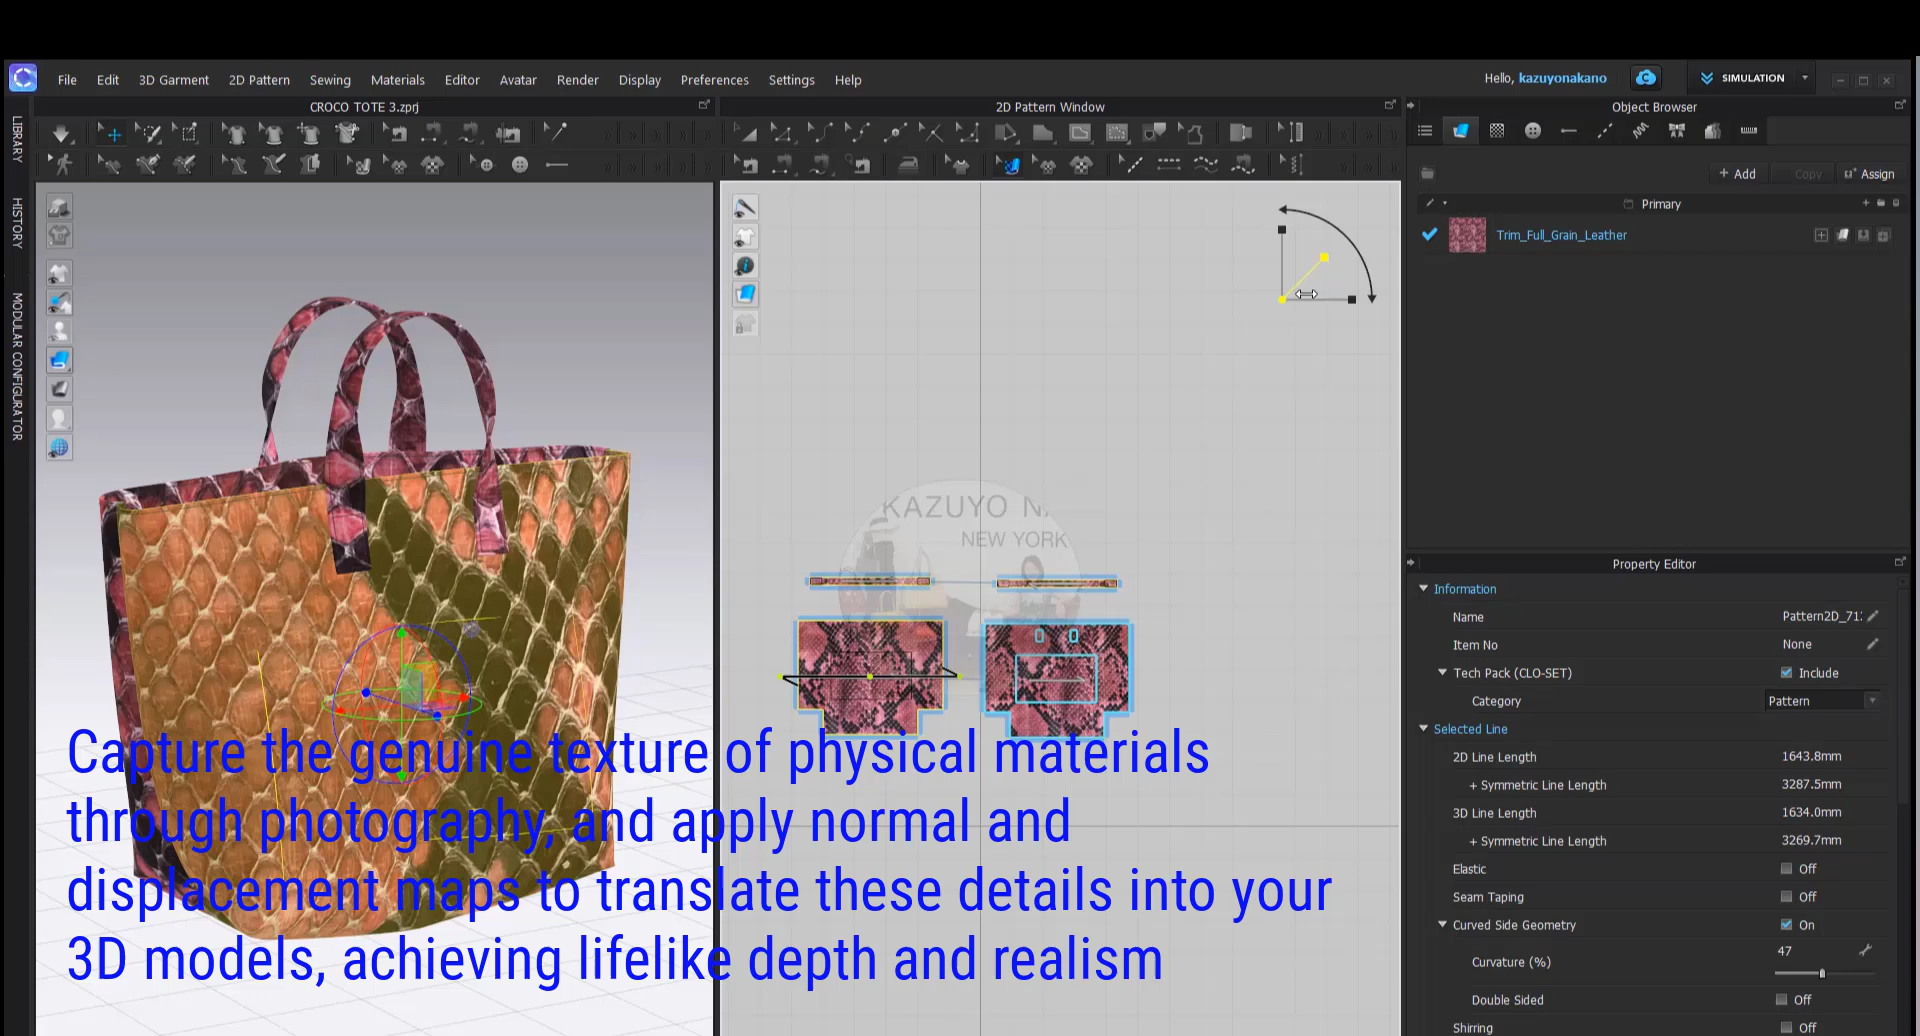 File Edit 3D Garment 2D Pattern Sewing Materials Editor Avatar Render Display Preferences Settings Help
Hello, kazuyonakano
SIMULATION
CROCO TOTE 3.zprj
2D Pattern Window
Object Browser
LIBRARY
HISTORY
MODULAR CONFIGURATOR
+ Add
Copy
Assign
Primary
Trim_Full_Grain_Leather
KAZUYO N
NEW YORK
Property Editor
Information
Name Pattern2D_71
Item No None
Tech Pack (CLO-SET) Include
Category Pattern
Selected Line
2D Line Length 1643.8mm
+ Symmetric Line Length 3287.5mm
3D Line Length 1634.0mm
+ Symmetric Line Length 3269.7mm
Elastic Off
Seam Taping Off
Curved Side Geometry On
Curvature (%) 47
Double Sided Off
Shirring Off
Capture the genuine texture of physical materials
through photography, and apply normal and
displacement maps to translate these details into your
3D models, achieving lifelike depth and realism